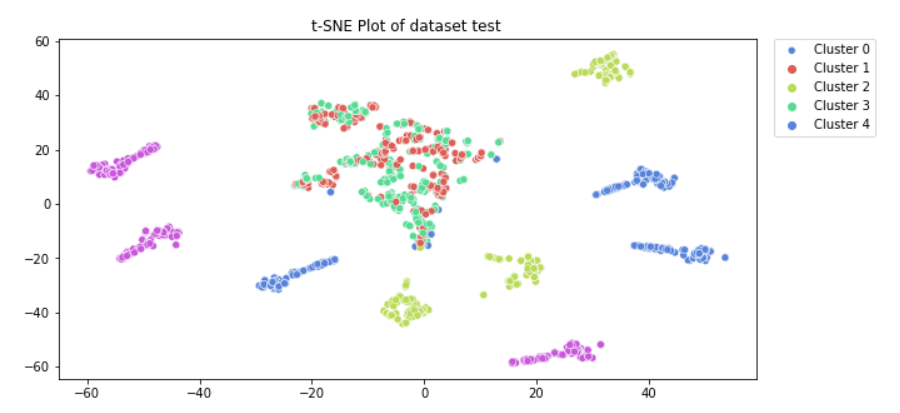 t-SNE Plot of dataset test
60
40
20
0
−20
−40
−60
−60 −40 −20 0 20 40
Cluster 0
Cluster 1
Cluster 2
Cluster 3
Cluster 4